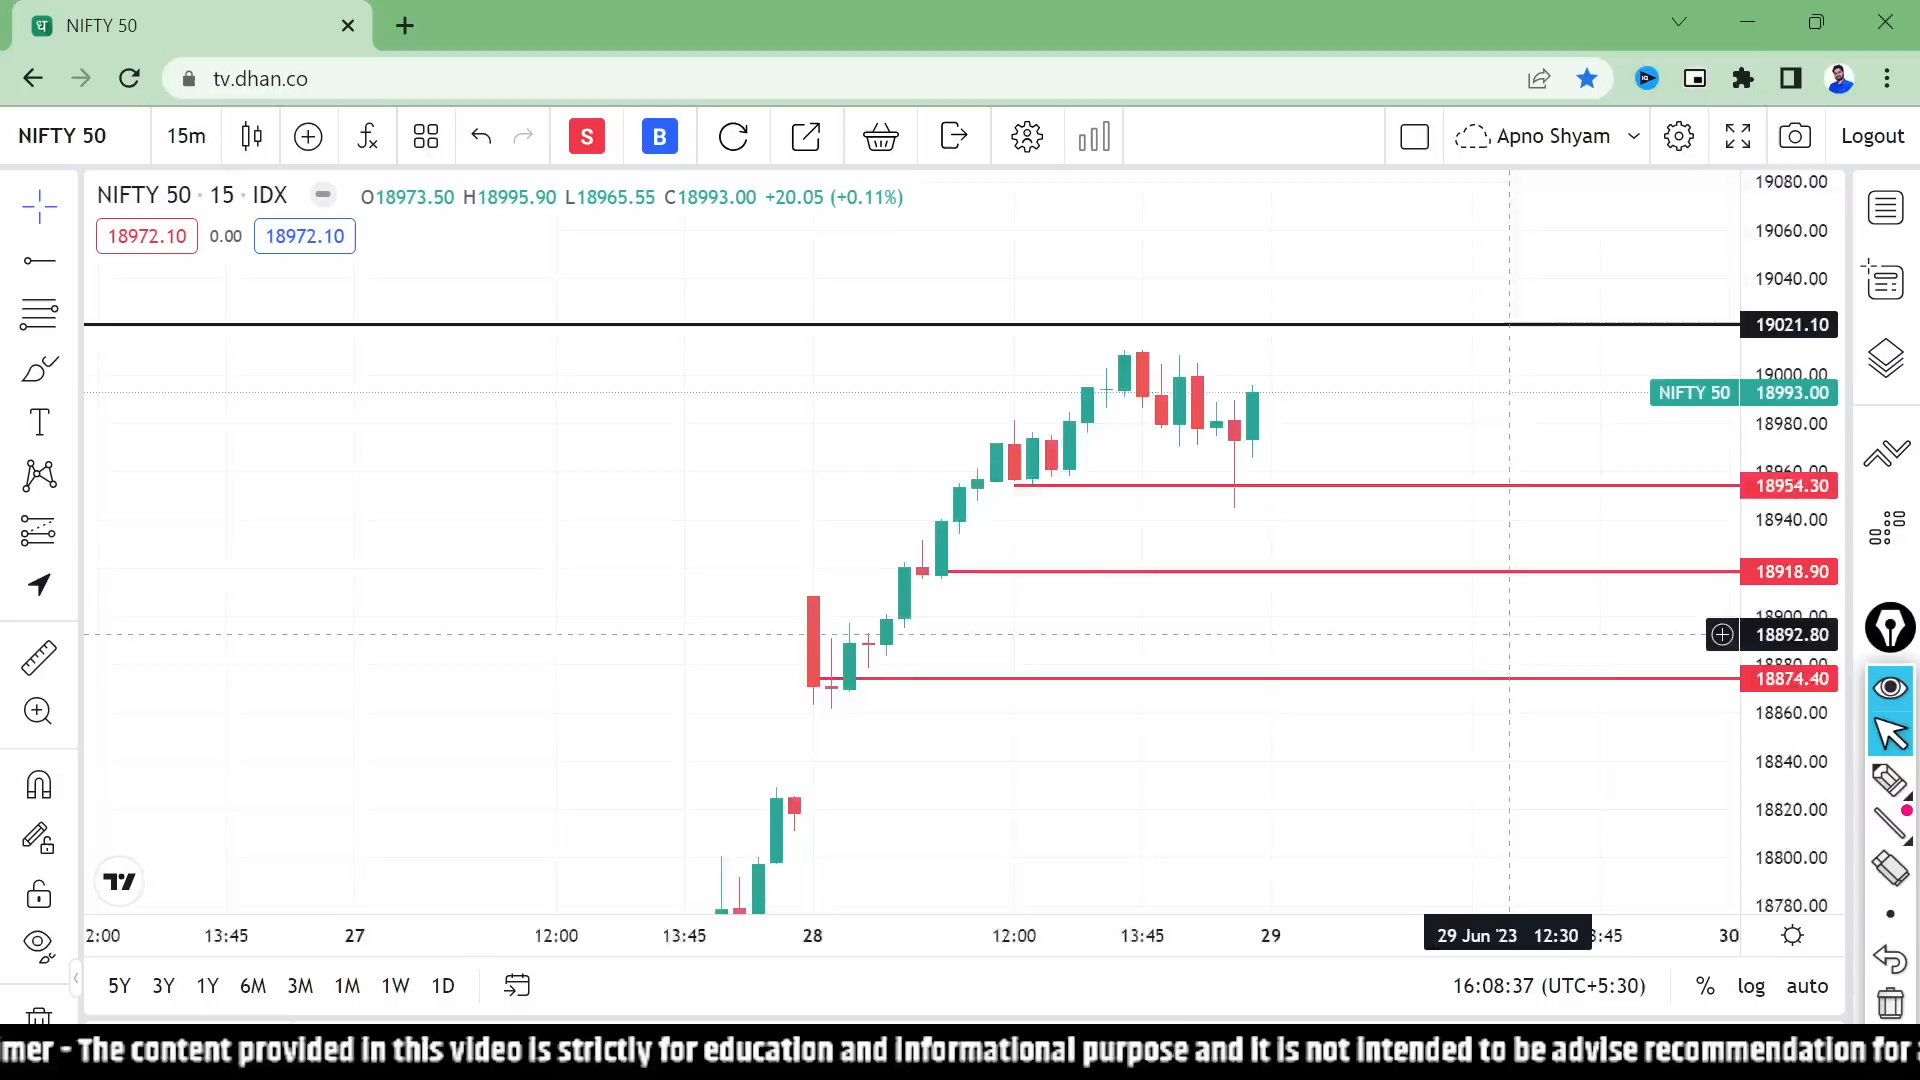 ध NIFTY 50
tv.dhan.co
NIFTY 50 15m S B Apno Shyam Logout
NIFTY 50 · 15 · IDX O18973.50 H18995.90 L18965.55 C18993.00 +20.05 (+0.11%)
18972.10 0.00 18972.10
19080.00
19060.00
19040.00
19021.10
19000.00
NIFTY 50 18993.00
18980.00
18960.00
18954.30
18940.00
18918.90
18900.00
18892.80
18880.00
18874.40
18860.00
18840.00
18820.00
18800.00
18780.00
2:00 13:45 27 12:00 13:45 28 12:00 13:45 29 29 Jun '23 12:30 3:45 30
5Y 3Y 1Y 6M 3M 1M 1W 1D 16:08:37 (UTC+5:30) % log auto
imer - The content provided in this video is strictly for education and informational purpose and it is not intended to be advise recommendation for